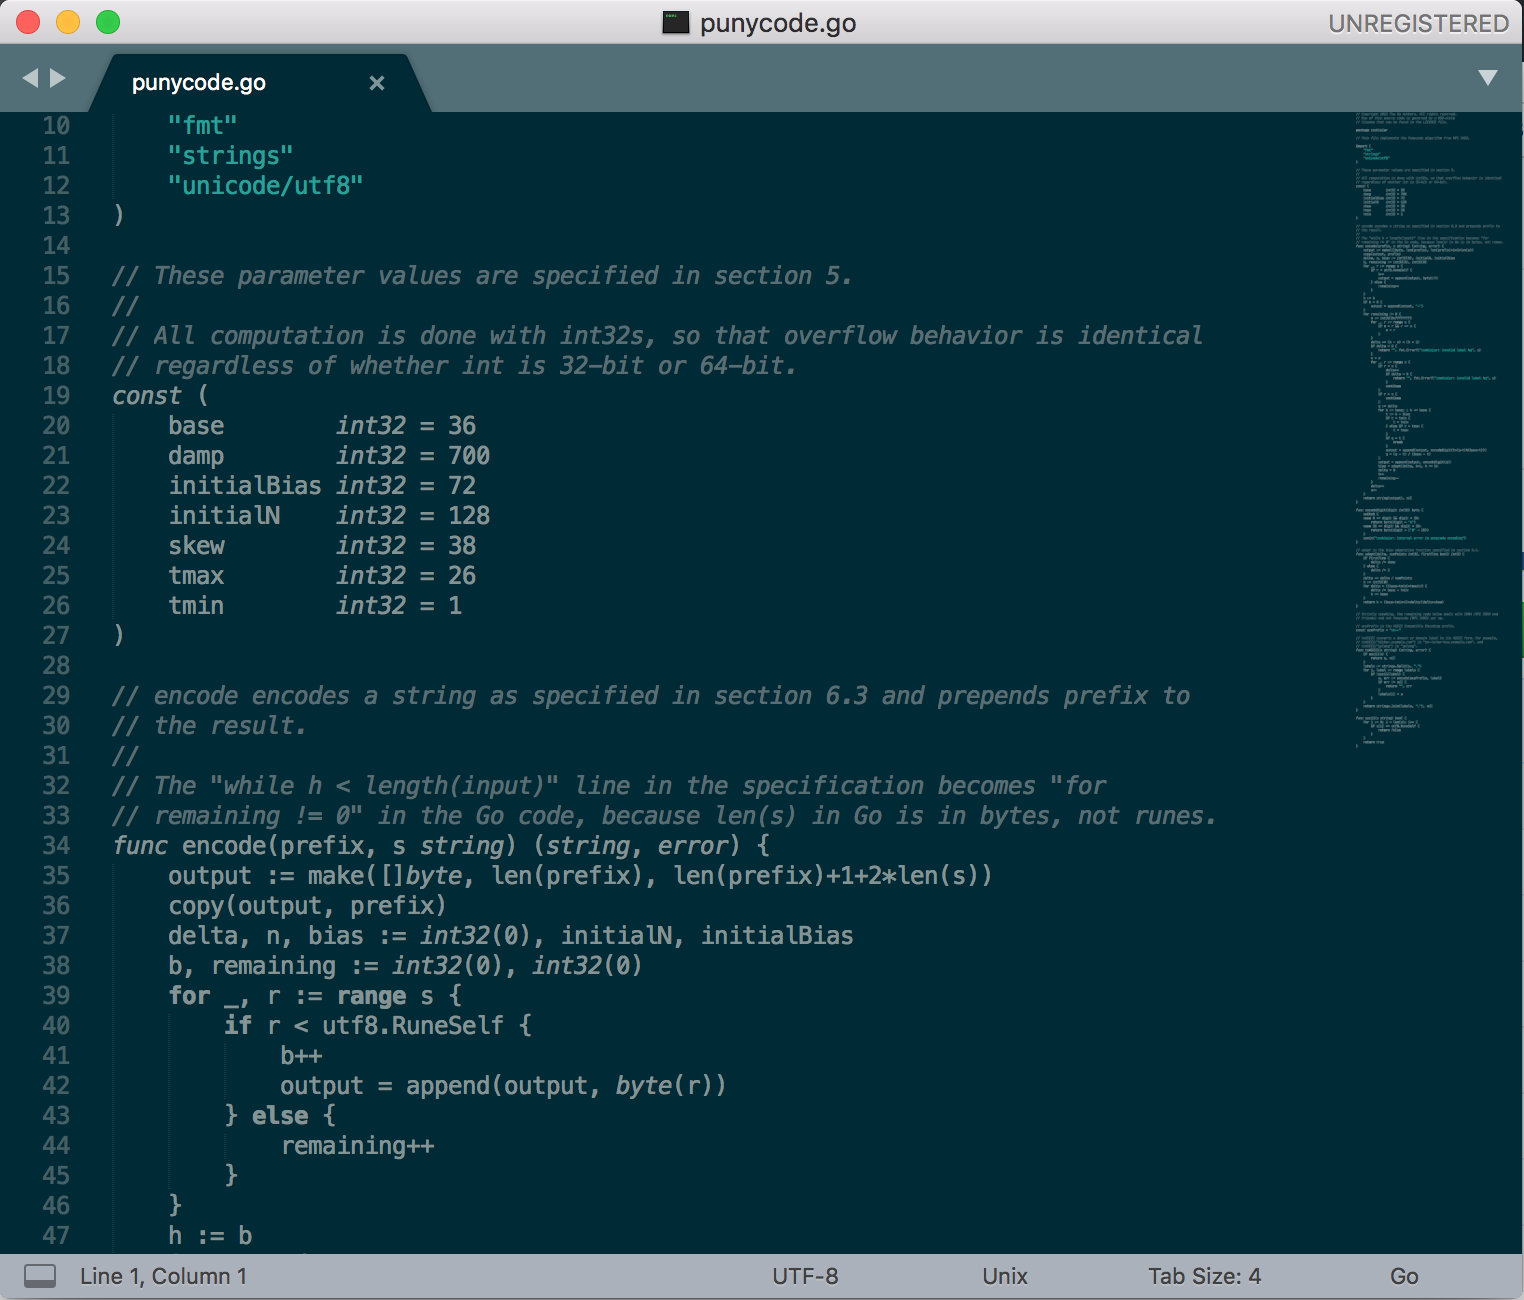 punycode.go
UNREGISTERED
punycode.go
10 "fmt"
11 "strings"
12 "unicode/utf8"
13 )
14
15 // These parameter values are specified in section 5.
16 //
17 // All computation is done with int32s, so that overflow behavior is identical
18 // regardless of whether int is 32-bit or 64-bit.
19 const (
20 base int32 = 36
21 damp int32 = 700
22 initialBias int32 = 72
23 initialN int32 = 128
24 skew int32 = 38
25 tmax int32 = 26
26 tmin int32 = 1
27 )
28
29 // encode encodes a string as specified in section 6.3 and prepends prefix to
30 // the result.
31 //
32 // The "while h < length(input)" line in the specification becomes "for
33 // remaining != 0" in the Go code, because len(s) in Go is in bytes, not runes.
34 func encode(prefix, s string) (string, error) {
35 output := make([]byte, len(prefix), len(prefix)+1+2*len(s))
36 copy(output, prefix)
37 delta, n, bias := int32(0), initialN, initialBias
38 b, remaining := int32(0), int32(0)
39 for _, r := range s {
40 if r < utf8.RuneSelf {
41 b++
42 output = append(output, byte(r))
43 } else {
44 remaining++
45 }
46 }
47 h := b
Line 1, Column 1
UTF-8
Unix
Tab Size: 4
Go